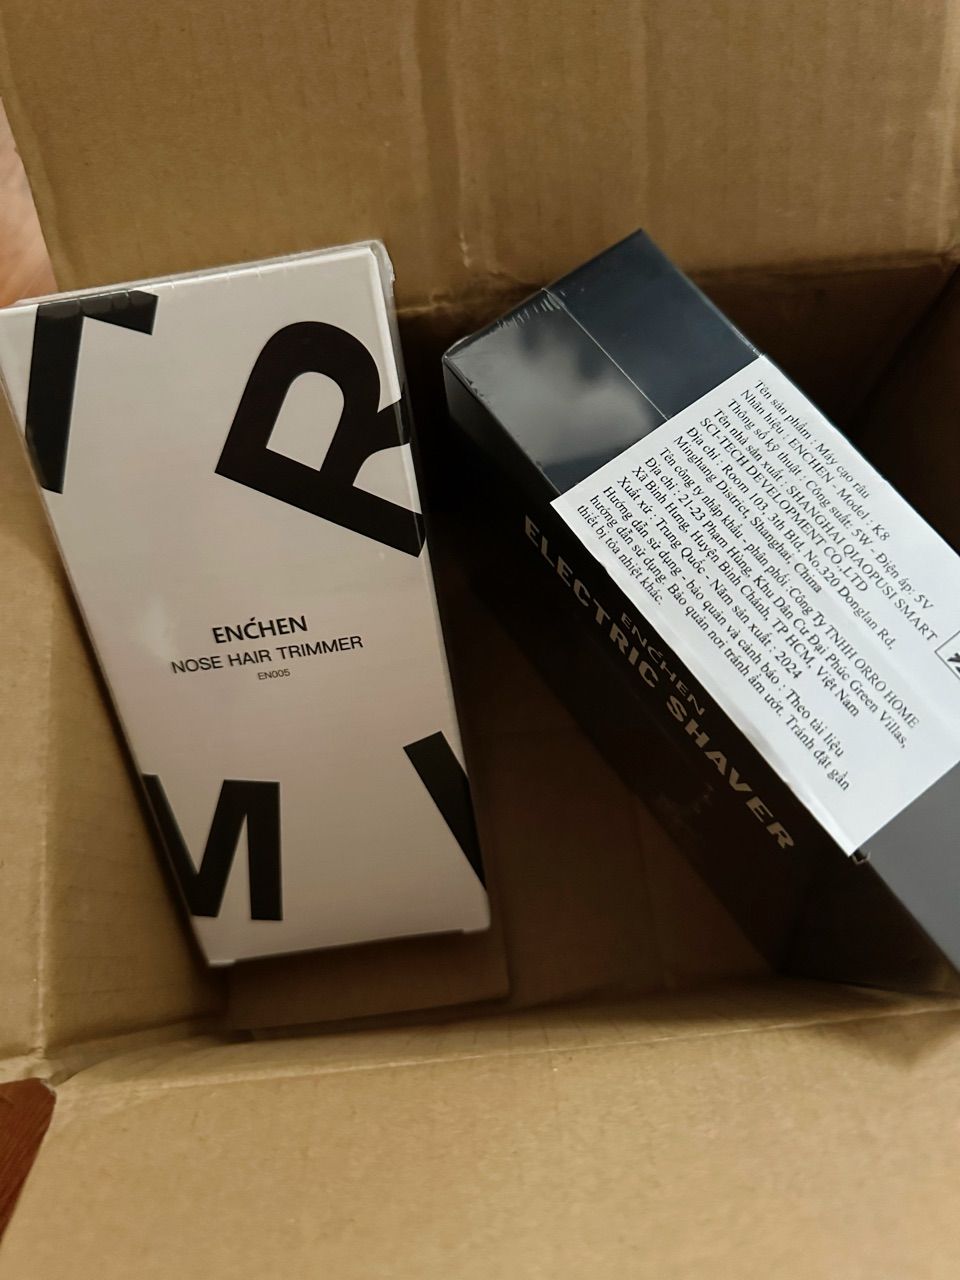 T
R
ENĆHEN
NOSE HAIR TRIMMER
EN005
M
ENĆHEN
ELECTRIC SHAVER
Tên sản phẩm : Máy cạo râu
Nhãn hiệu : ENCHEN - Model : K8
Thông số kỹ thuật : Công suất: 5W - Điện áp: 5V
Tên nhà sản xuất : SHANGHAI QIAOPUSI SMART
SCI-TECH DEVELOPMENT CO.,LTD
Địa chỉ : Room 103, 5th Bld, No.320 Donglan Rd,
Minghang District, Shanghai, China
Tên công ty nhập khẩu , phân phối :Công Ty TNHH ORRO HOME
Địa chỉ : 21-23 Phạm Hùng, Khu Dân Cư Đại Phúc Green Villas,
Xã Bình Hưng, Huyện Bình Chánh, TP HCM, Việt Nam
Xuất xứ : Trung Quốc - Năm sản xuất : 2024
Hướng dẫn sử dụng - bảo quản và cảnh báo : Theo tài liệu
hướng dẫn sử dụng. Bảo quản nơi tránh ẩm ướt. Tránh đặt gần
thiết bị tỏa nhiệt khác.